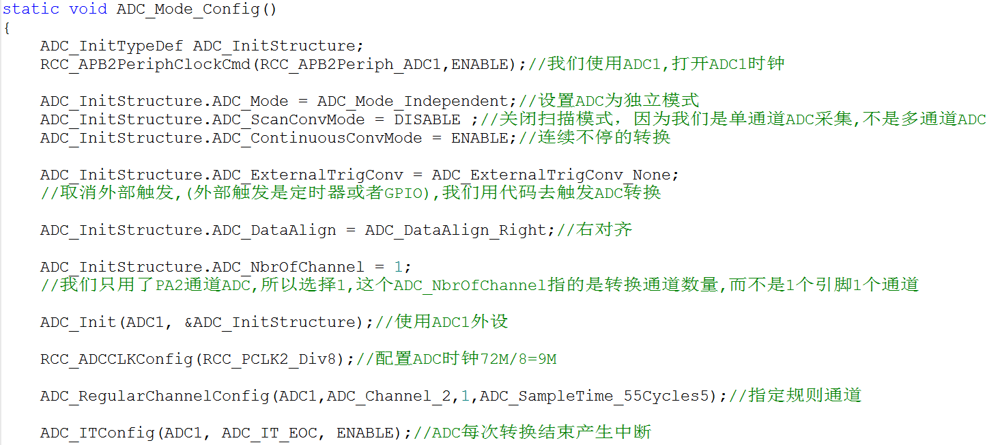 static void ADC_Mode_Config()
{
ADC_InitTypeDef ADC_InitStructure;
RCC_APB2PeriphClockCmd(RCC_APB2Periph_ADC1,ENABLE);//我们使用ADC1,打开ADC1时钟
ADC_InitStructure.ADC_Mode = ADC_Mode_Independent;//设置ADC为独立模式
ADC_InitStructure.ADC_ScanConvMode = DISABLE ;//关闭扫描模式，因为我们是单通道ADC采集,不是多通道ADC
ADC_InitStructure.ADC_ContinuousConvMode = ENABLE;//连续不停的转换
ADC_InitStructure.ADC_ExternalTrigConv = ADC_ExternalTrigConv_None;
//取消外部触发,(外部触发是定时器或者GPIO),我们用代码去触发ADC转换
ADC_InitStructure.ADC_DataAlign = ADC_DataAlign_Right;//右对齐
ADC_InitStructure.ADC_NbrOfChannel = 1;
//我们只用了PA2通道ADC,所以选择1,这个ADC_NbrOfChannel指的是转换通道数量,而不是1个引脚1个通道
ADC_Init(ADC1, &ADC_InitStructure);//使用ADC1外设
RCC_ADCCLKConfig(RCC_PCLK2_Div8);//配置ADC时钟72M/8=9M
ADC_RegularChannelConfig(ADC1,ADC_Channel_2,1,ADC_SampleTime_55Cycles5);//指定规则通道
ADC_ITConfig(ADC1, ADC_IT_EOC, ENABLE);//ADC每次转换结束产生中断